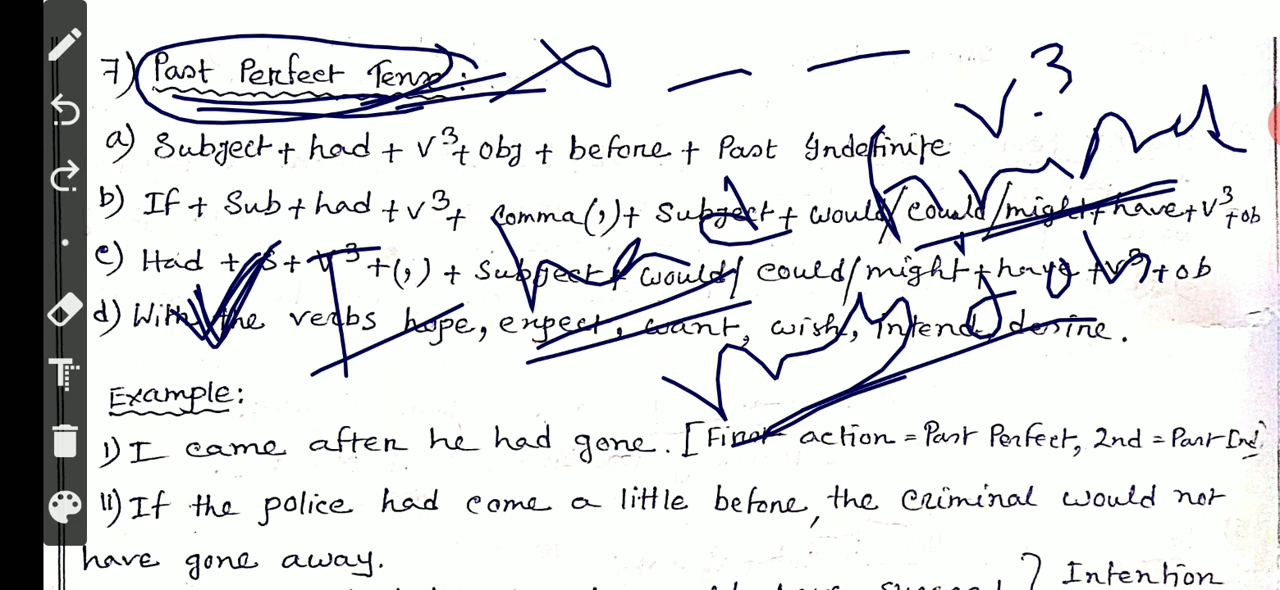 7) Past Perfect Tense:
V.3
a) Subject + had + V³ + obj + before + Past Indefinite
b) If + Sub + had + V³ + Comma (,) + Subject + would/could/might + have + V³ + ob
c) Had + S + V³ + (,) + Subject + would/ could/might + have + V³ + ob
d) With the verbs hope, expect, want, wish, intend, desire.
Example:
i) I came after he had gone. [First action = Past Perfect, 2nd = Past Ind
ii) If the police had come a little before, the criminal would not
have gone away.
? Intention